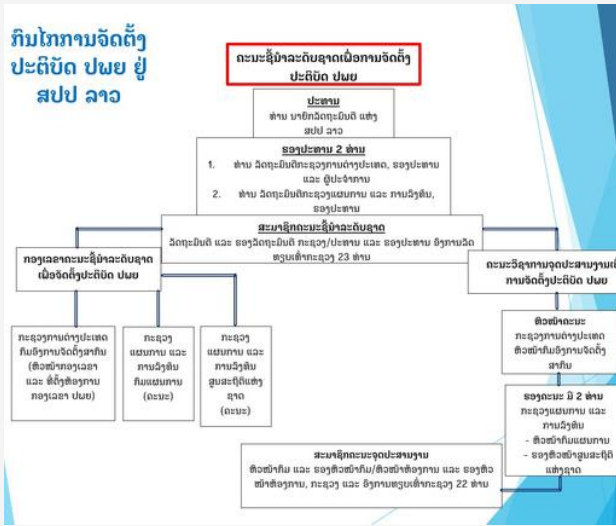 ກົນໄກການຈັດຕັ້ງ
ປະຕິບັດ ປພຍ ຢູ່
ສປປ ລາວ
ຄະນະຊີ້ນໍາລະດັບຊາດເພື່ອການຈັດຕັ້ງ
ປະຕິບັດ ປພຍ
ປະທານ
ທ່ານ ນາຍົກລັດຖະມົນຕີ ແຫ່ງ
ສປປ ລາວ
ຮອງປະທານ 2 ທ່ານ
1. ທ່ານ ລັດຖະມົນຕີກະຊວງການຕ່າງປະເທດ, ຮອງປະທານ
ແລະ ຜູ້ປະຈໍາການ
2. ທ່ານ ລັດຖະມົນຕີກະຊວງແຜນການ ແລະ ການລົງທຶນ,
ຮອງປະທານ
ສະມາຊິກຄະນະຊີ້ນໍາລະດັບຊາດ
ລັດຖະມົນຕີ ແລະ ຮອງລັດຖະມົນຕີ ກະຊວງ/ປະທານ ແລະ ຮອງປະທານ ອົງການລັດ
ທຽບເທົ່າກະຊວງ 23 ທ່ານ
ກອງເລຂາຄະນະຊີ້ນໍາລະດັບຊາດ
ເພື່ອຈັດຕັ້ງປະຕິບັດ ປພຍ
ກະຊວງການຕ່າງປະເທດ
ກົມອົງການຈັດຕັ້ງສາກົນ
(ຫົວໜ້າກອງເລຂາ
ແລະ ທີ່ຕັ້ງຫ້ອງການ
ກອງເລຂາ ປພຍ)
ກະຊວງ
ແຜນການ ແລະ
ການລົງທຶນ
ກົມແຜນການ
(ຄະນະ)
ກະຊວງ
ແຜນການ ແລະ
ການລົງທຶນ
ສູນສະຖິຕິແຫ່ງ
ຊາດ
(ຄະນະ)
ຄະນະວິຊາການຈຸດປະສານງານເ
ການຈັດຕັ້ງປະຕິບັດ ປພຍ
ຫົວໜ້າຄະນະ
ກະຊວງການຕ່າງປະເທດ
ຫົວໜ້າກົມອົງການຈັດຕັ້ງ
ສາກົນ
ຮອງຄະນະ ມີ 2 ທ່ານ
ກະຊວງແຜນການ ແລະ
ການລົງທຶນ
- ຫົວໜ້າກົມແຜນການ
- ຮອງຫົວໜ້າສູນສະຖິຕິ
ແຫ່ງຊາດ
ສະມາຊິກຄະນະຈຸດປະສານງານ
ຫົວໜ້າກົມ ແລະ ຮອງຫົວໜ້າກົມ/ຫົວໜ້າຫ້ອງການ ແລະ ຮອງຫົວ
ໜ້າຫ້ອງການ, ກະຊວງ ແລະ ອົງການທຽບເທົ່າກະຊວງ 22 ທ່ານ